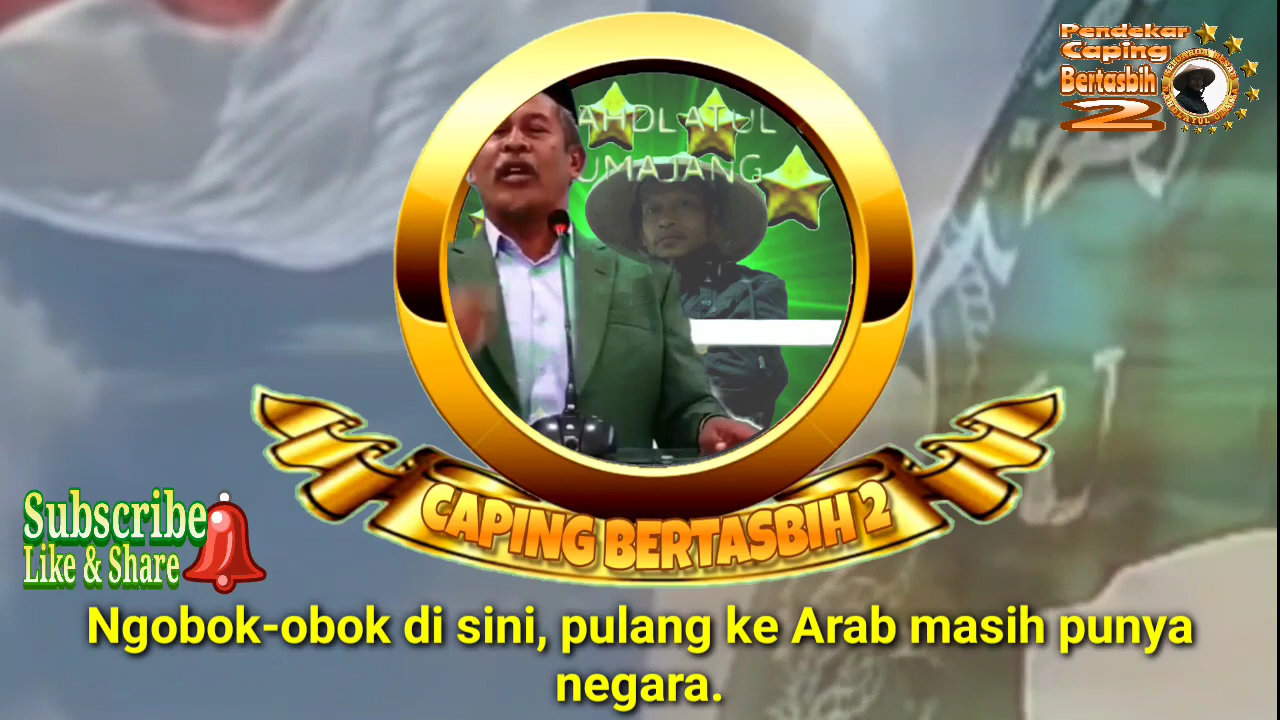 Pendekar
Caping
Bertasbih
2
AHDLATUL
UMAJANG
CAPING BERTASBIH 2
Subscribe
Like & Share
Ngobok-obok di sini, pulang ke Arab masih punya
negara.